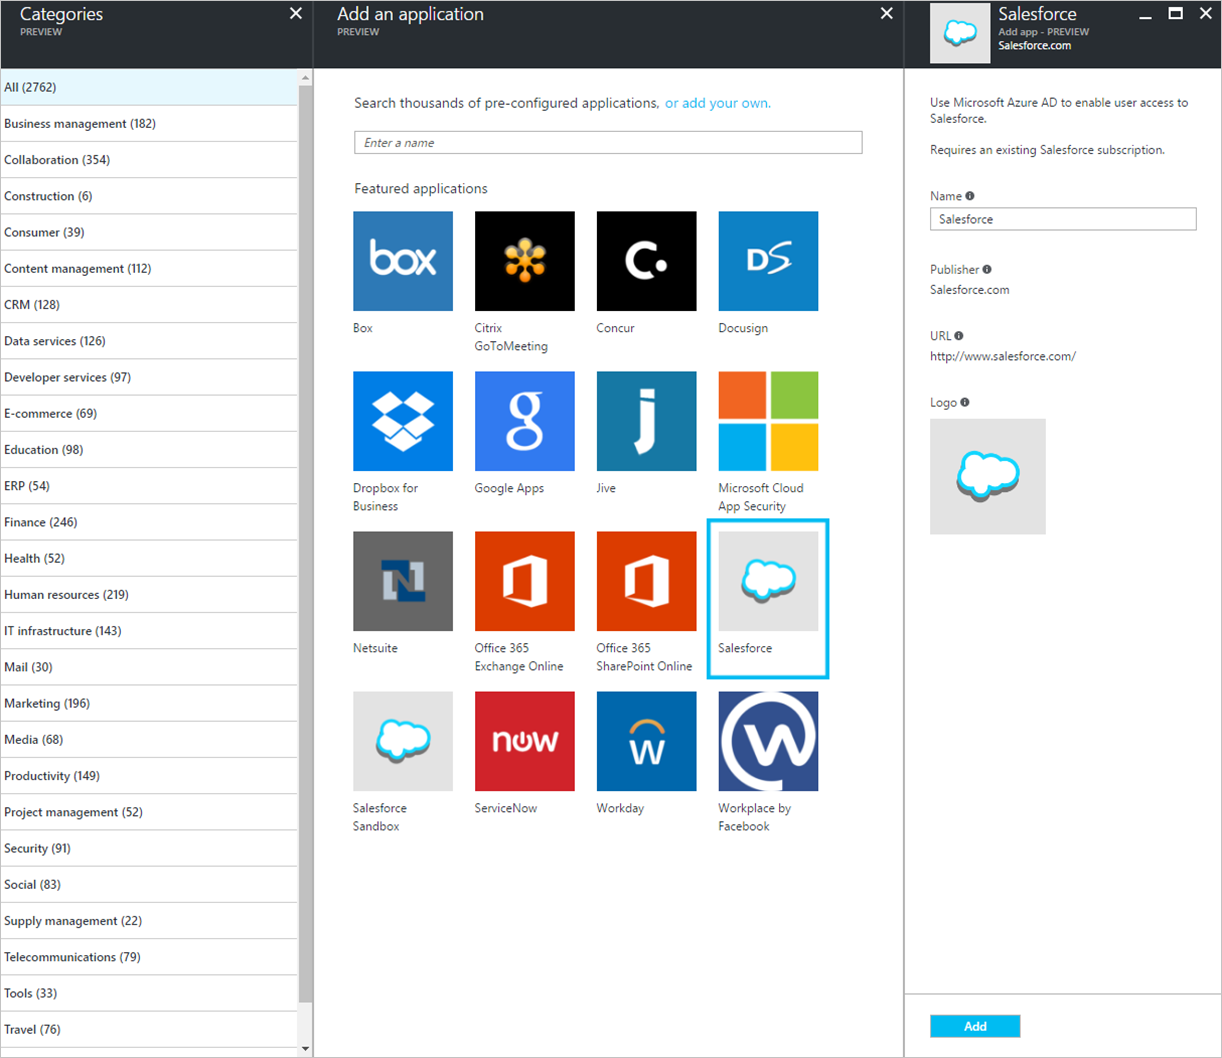 Categories
PREVIEW
All (2762)
Business management (182)
Collaboration (354)
Construction (6)
Consumer (39)
Content management (112)
CRM (128)
Data services (126)
Developer services (97)
E-commerce (69)
Education (98)
ERP (54)
Finance (246)
Health (52)
Human resources (219)
IT infrastructure (143)
Mail (30)
Marketing (196)
Media (68)
Productivity (149)
Project management (52)
Security (91)
Social (83)
Supply management (22)
Telecommunications (79)
Tools (33)
Travel (76)
Add an application
PREVIEW
Search thousands of pre-configured applications, or add your own.
Enter a name
Featured applications
box
C.
DS
Box
Citrix
GoToMeeting
Concur
Docusign
g
j
Dropbox for
Business
Google Apps
Jive
Microsoft Cloud
App Security
N
Netsuite
Office 365
Exchange Online
Office 365
SharePoint Online
Salesforce
now
W
W
Salesforce
Sandbox
ServiceNow
Workday
Workplace by
Facebook
Salesforce
Add app - PREVIEW
Salesforce.com
Use Microsoft Azure AD to enable user access to
Salesforce.
Requires an existing Salesforce subscription.
Name
Salesforce
Publisher
Salesforce.com
URL
http://www.salesforce.com/
Logo
Add